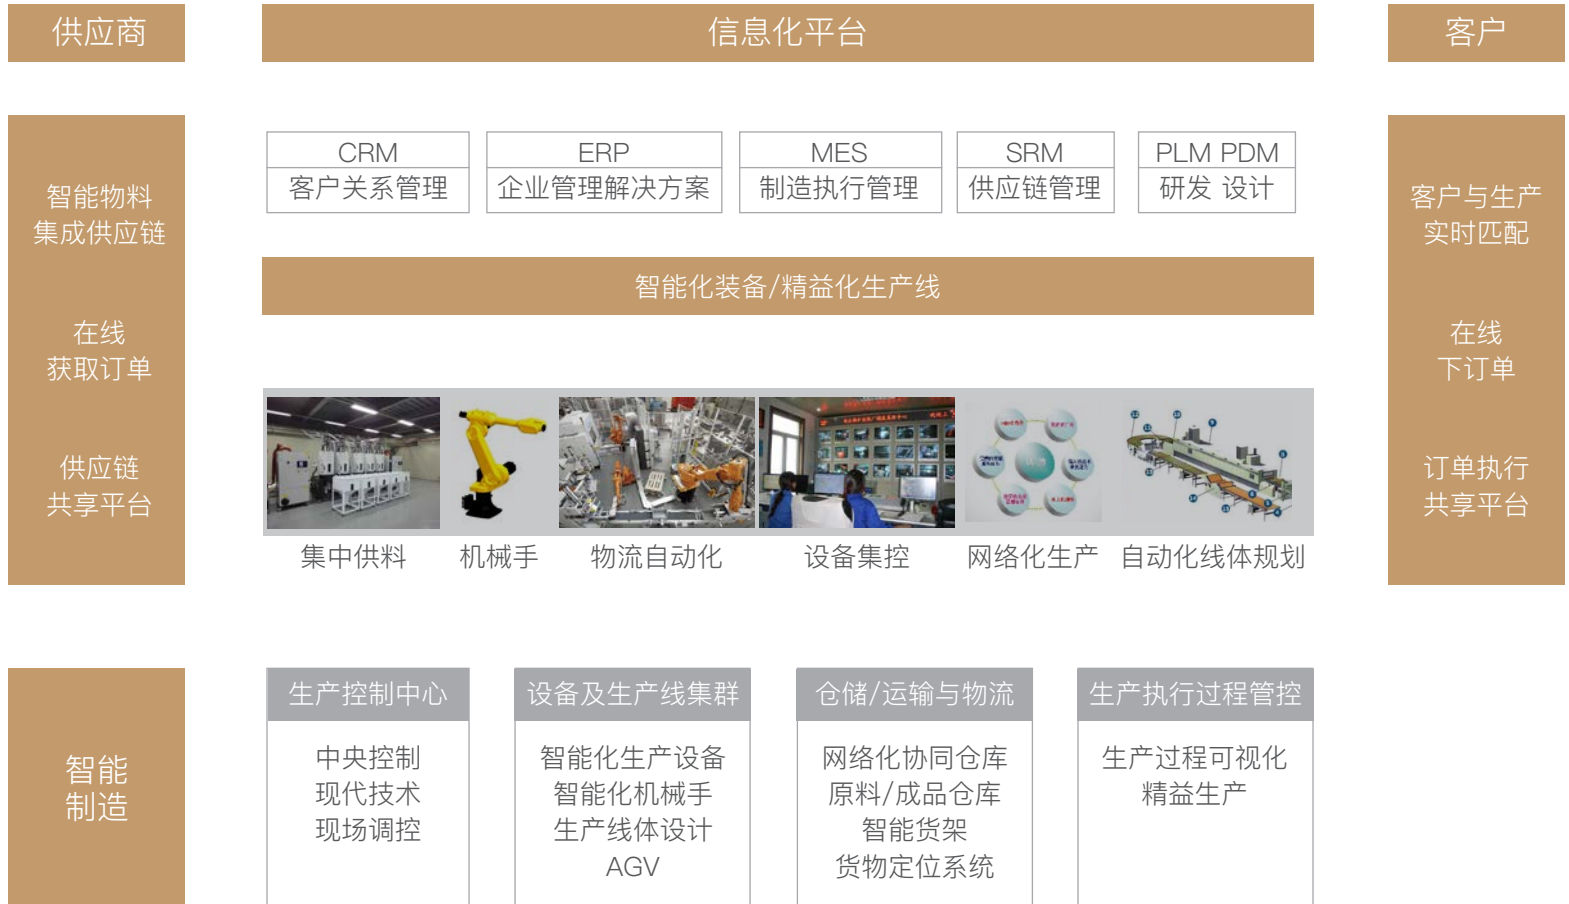 供应商
信息化平台
客户
智能物料
集成供应链
在线
获取订单
供应链
共享平台
CRM
客户关系管理
ERP
企业管理解决方案
MES
制造执行管理
SRM
供应链管理
PLM PDM
研发 设计
智能化装备/精益化生产线
集中供料
机械手
物流自动化
设备集控
网络化生产
自动化线体规划
客户与生产
实时匹配
在线
下订单
订单执行
共享平台
智能
制造
生产控制中心
中央控制
现代技术
现场调控
设备及生产线集群
智能化生产设备
智能化机械手
生产线体设计
AGV
仓储/运输与物流
网络化协同仓库
原料/成品仓库
智能货架
货物定位系统
生产执行过程管控
生产过程可视化
精益生产